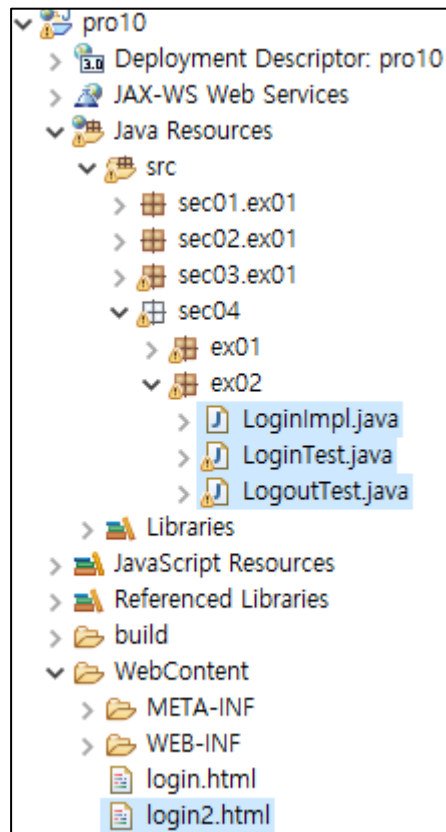 pro10
3.0 Deployment Descriptor: pro10
JAX-WS Web Services
Java Resources
src
sec01.ex01
sec02.ex01
sec03.ex01
sec04
ex01
ex02
J LoginImpl.java
J LoginTest.java
J LogoutTest.java
Libraries
JavaScript Resources
Referenced Libraries
build
WebContent
META-INF
WEB-INF
login.html
login2.html